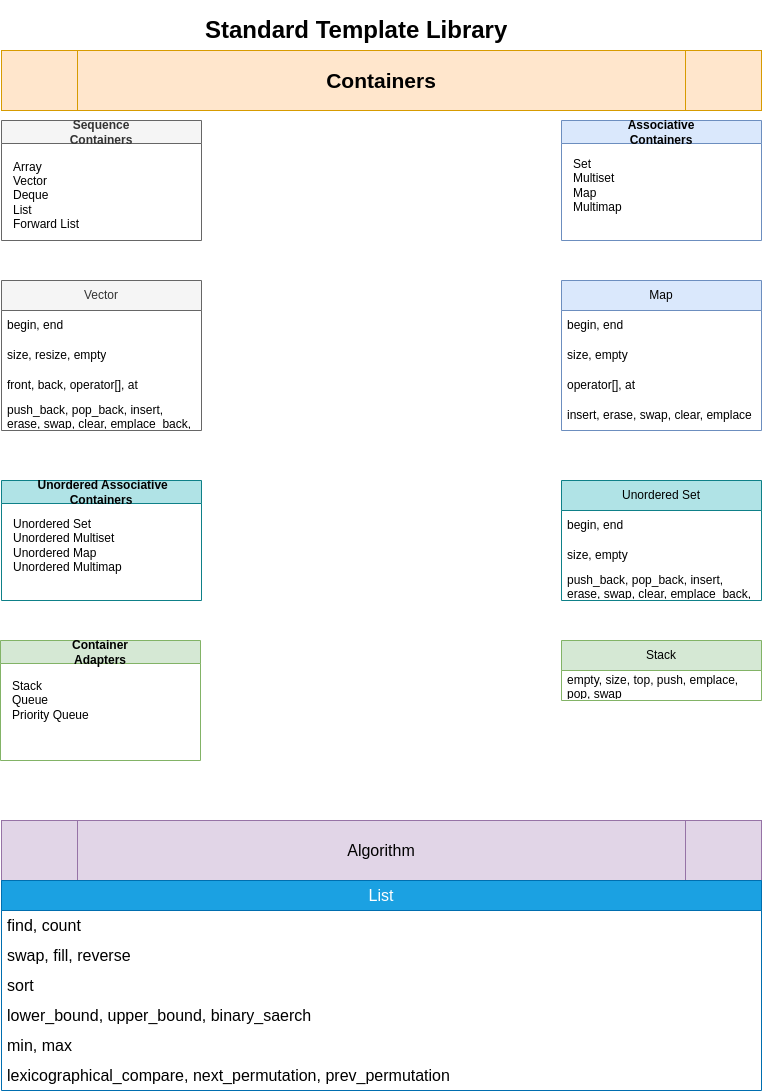 Standard Template Library
Containers
Sequence
Containers
Array
Vector
Deque
List
Forward List
Associative
Containers
Set
Multiset
Map
Multimap
Vector
begin, end
size, resize, empty
front, back, operator[], at
push_back, pop_back, insert,
erase, swap, clear, emplace_back,
Map
begin, end
size, empty
operator[], at
insert, erase, swap, clear, emplace
Unordered Associative
Containers
Unordered Set
Unordered Multiset
Unordered Map
Unordered Multimap
Unordered Set
begin, end
size, empty
push_back, pop_back, insert,
erase, swap, clear, emplace_back,
Container
Adapters
Stack
Queue
Priority Queue
Stack
empty, size, top, push, emplace,
pop, swap
Algorithm
List
find, count
swap, fill, reverse
sort
lower_bound, upper_bound, binary_saerch
min, max
lexicographical_compare, next_permutation, prev_permutation